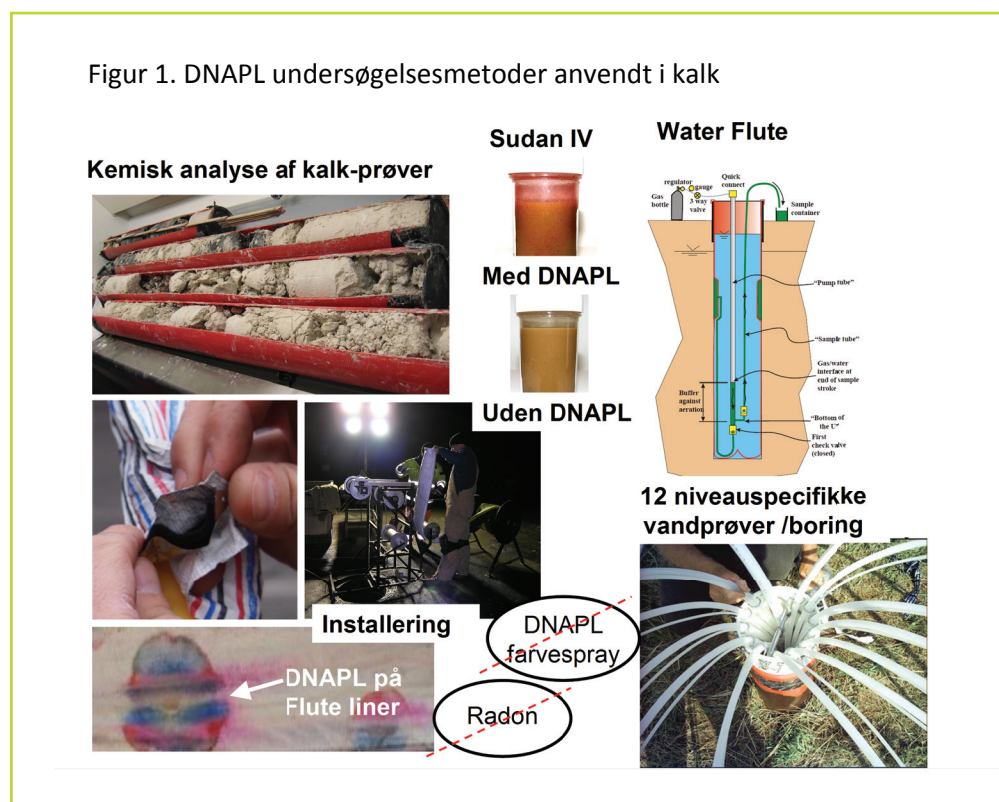 Figur 1. DNAPL undersøgelsesmetoder anvendt i kalk
Kemisk analyse af kalk-prøver
Sudan IV
Med DNAPL
Uden DNAPL
Water Flute
regulator
gauge
Gas
bottle
3 way
valve
Quick
connect
Sample
container
“Pump tube”
“Sample tube”
Gas/water
interface at
end of sample
stroke
Buffer
against
aeration
“Bottom of
the U”
First
check valve
(closed)
12 niveauspecifikke
vandprøver /boring
Installering
DNAPL på
Flute liner
DNAPL
farvespray
Radon